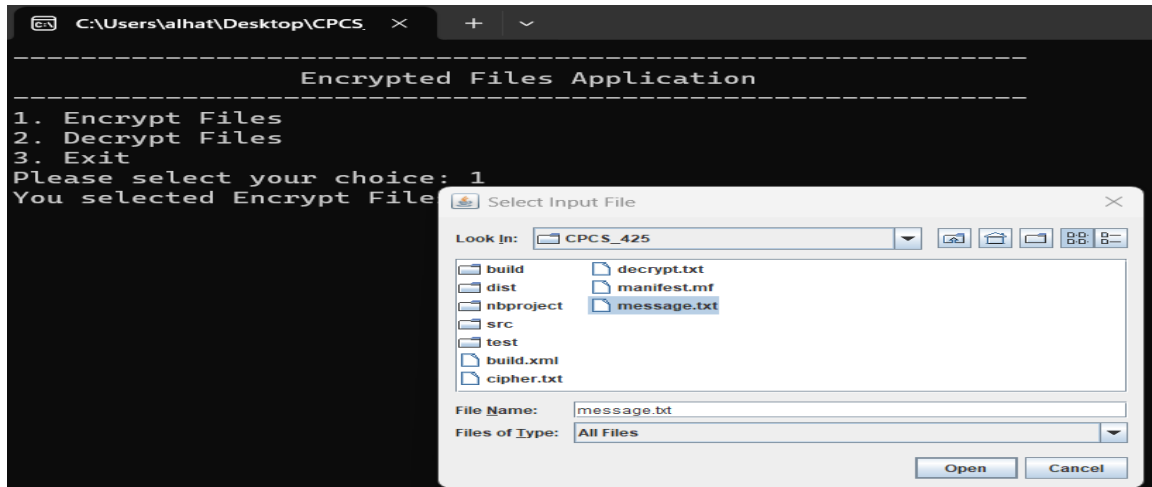 C:\Users\alhat\Desktop\CPCS_
Encrypted Files Application
1. Encrypt Files
2. Decrypt Files
3. Exit
Please select your choice: 1
You selected Encrypt File
Select Input File
Look In: CPCS_425
build decrypt.txt
dist manifest.mf
nbproject message.txt
src
test
build.xml
cipher.txt
File Name: message.txt
Files of Type: All Files
Open Cancel